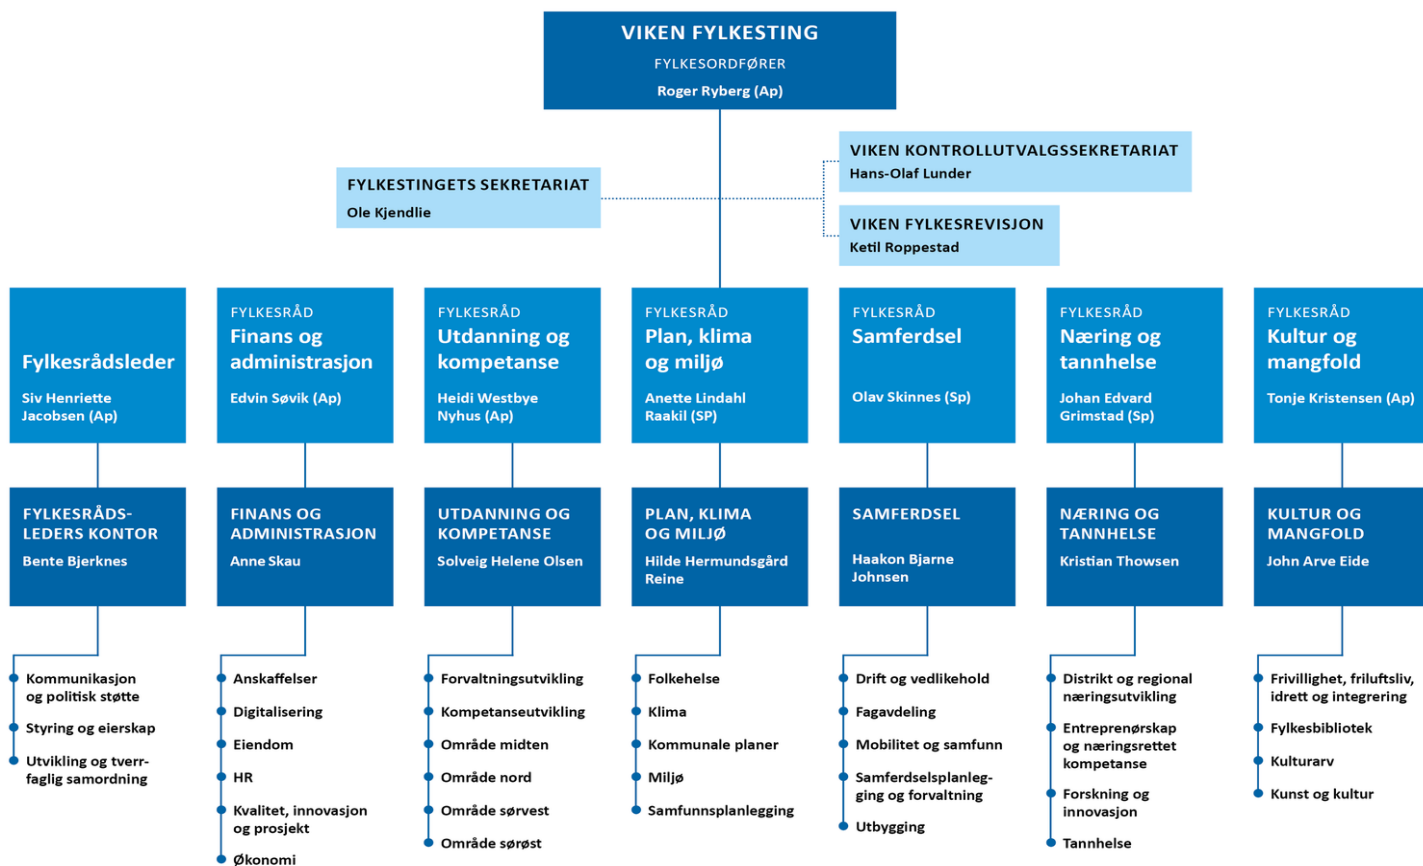 VIKEN FYLKESTING
FYLKESORDFØRER
Roger Ryberg (Ap)
VIKEN KONTROLLUTVALGSSEKRETARIAT
Hans-Olaf Lunder
FYLKESTINGETS SEKRETARIAT
Ole Kjendlie
VIKEN FYLKESREVISJON
Ketil Roppestad
Fylkesrådsleder
Siv Henriette
Jacobsen (Ap)
FYLKESRÅD
Finans og
administrasjon
Edvin Søvik (Ap)
FYLKESRÅD
Utdanning og
kompetanse
Heidi Westbye
Nyhus (Ap)
FYLKESRÅD
Plan, klima
og miljø
Anette Lindahl
Raakil (SP)
FYLKESRÅD
Samferdsel
Olav Skinnes (Sp)
FYLKESRÅD
Næring og
tannhelse
Johan Edvard
Grimstad (Sp)
FYLKESRÅD
Kultur og
mangfold
Tonje Kristensen (Ap)
FYLKESRÅDS-
LEDERS KONTOR
Bente Bjerknes
FINANS OG
ADMINISTRASJON
Anne Skau
UTDANNING OG
KOMPETANSE
Solveig Helene Olsen
PLAN, KLIMA
OG MILJØ
Hilde Hermundsgård
Reine
SAMFERDSEL
Haakon Bjarne
Johnsen
NÆRING OG
TANNHELSE
Kristian Thowsen
KULTUR OG
MANGFOLD
John Arve Eide
Kommunikasjon
og politisk støtte
Styring og eierskap
Utvikling og tverr-
faglig samordning
Anskaffelser
Digitalisering
Eiendom
HR
Kvalitet, innovasjon
og prosjekt
Økonomi
Forvaltningsutvikling
Kompetanseutvikling
Område midten
Område nord
Område sørvest
Område sørøst
Folkehelse
Klima
Kommunale planer
Miljø
Samfunnsplanlegging
Drift og vedlikehold
Fagavdeling
Mobilitet og samfunn
Samferdselsplanleg-
ging og forvaltning
Utbygging
Distrikt og regional
næringsutvikling
Entreprenørskap
og næringsrettet
kompetanse
Forskning og
innovasjon
Tannhelse
Frivillighet, friluftsliv,
idrett og integrering
Fylkesbibliotek
Kulturarv
Kunst og kultur